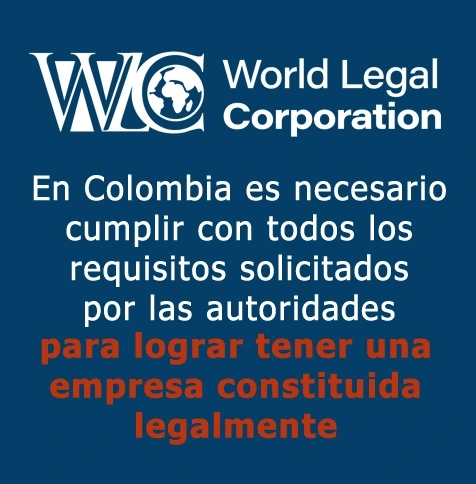 WLC World Legal
Corporation
En Colombia es necesario
cumplir con todos los
requisitos solicitados
por las autoridades
para lograr tener una
empresa constituida
legalmente